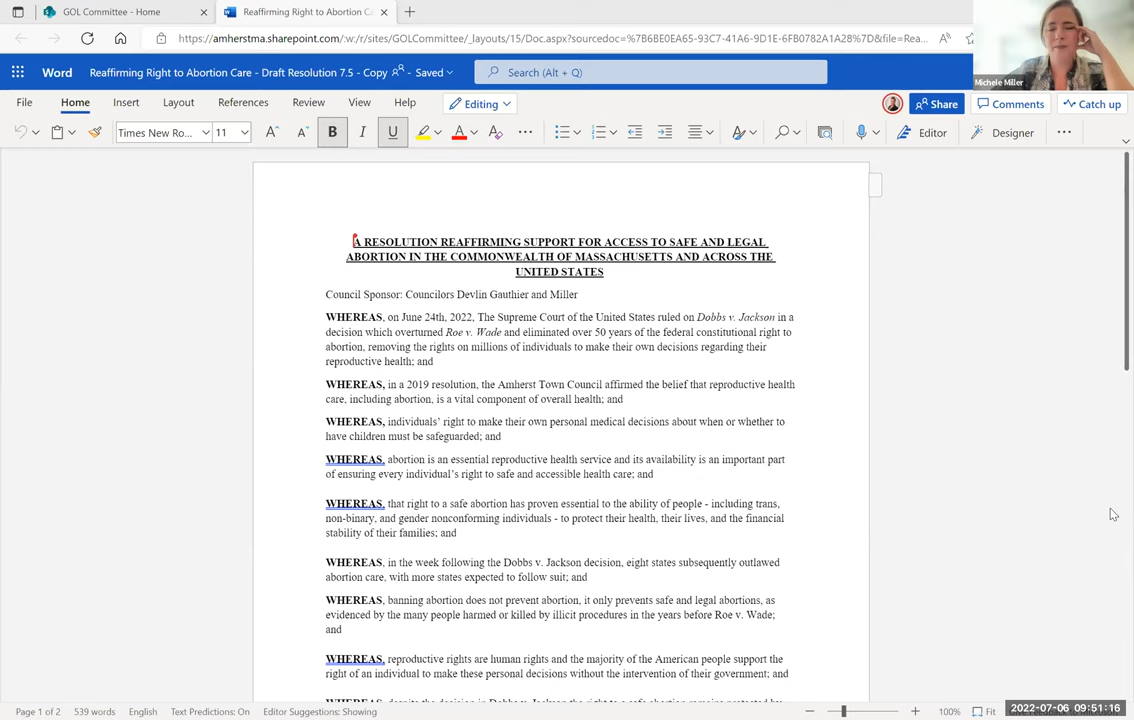 GOL Committee - Home
Reaffirming Right to Abortion Ca
https://amherstma.sharepoint.com/:w:/r/sites/GOLCommittee/_layouts/15/Doc.aspx?sourcedoc=%7B6BE0EA65-93C7-41A6-9D1E-6FB0782A1A28%7D&file=Rea...
Word
Reaffirming Right to Abortion Care - Draft Resolution 7.5 - Copy - Saved
Search (Alt + Q)
Michele Miller
File Home Insert Layout References Review View Help Editing Share Comments Catch up
Times New Ro... 11 B I U A Editor Designer
A RESOLUTION REAFFIRMING SUPPORT FOR ACCESS TO SAFE AND LEGAL
ABORTION IN THE COMMONWEALTH OF MASSACHUSETTS AND ACROSS THE
UNITED STATES
Council Sponsor: Councilors Devlin Gauthier and Miller
WHEREAS, on June 24th, 2022, The Supreme Court of the United States ruled on Dobbs v. Jackson in a
decision which overturned Roe v. Wade and eliminated over 50 years of the federal constitutional right to
abortion, removing the rights on millions of individuals to make their own decisions regarding their
reproductive health; and
WHEREAS, in a 2019 resolution, the Amherst Town Council affirmed the belief that reproductive health
care, including abortion, is a vital component of overall health; and
WHEREAS, individuals' right to make their own personal medical decisions about when or whether to
have children must be safeguarded; and
WHEREAS, abortion is an essential reproductive health service and its availability is an important part
of ensuring every individual's right to safe and accessible health care; and
WHEREAS, that right to a safe abortion has proven essential to the ability of people - including trans,
non-binary, and gender nonconforming individuals - to protect their health, their lives, and the financial
stability of their families; and
WHEREAS, in the week following the Dobbs v. Jackson decision, eight states subsequently outlawed
abortion care, with more states expected to follow suit; and
WHEREAS, banning abortion does not prevent abortion, it only prevents safe and legal abortions, as
evidenced by the many people harmed or killed by illicit procedures in the years before Roe v. Wade;
and
WHEREAS, reproductive rights are human rights and the majority of the American people support the
right of an individual to make these personal decisions without the intervention of their government; and
Page 1 of 2 539 words English Text Predictions: On Editor Suggestions: Showing 100% Fit
2022-07-06 09:51:16